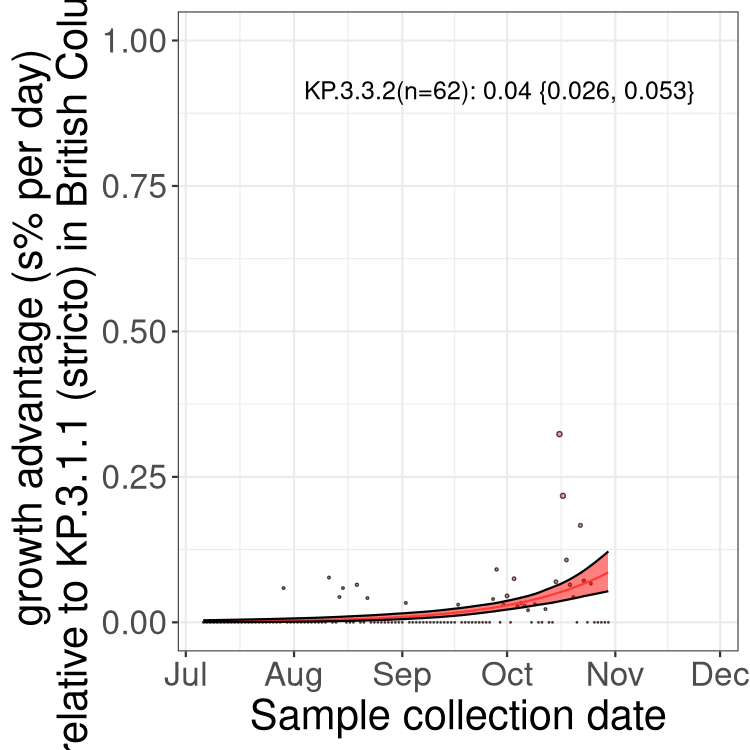 growth advantage (s% per day)
relative to KP.3.1.1 (stricto) in British Colu
1.00
0.75
0.50
0.25
0.00
KP.3.3.2(n=62): 0.04 {0.026, 0.053}
Jul Aug Sep Oct Nov Dec
Sample collection date